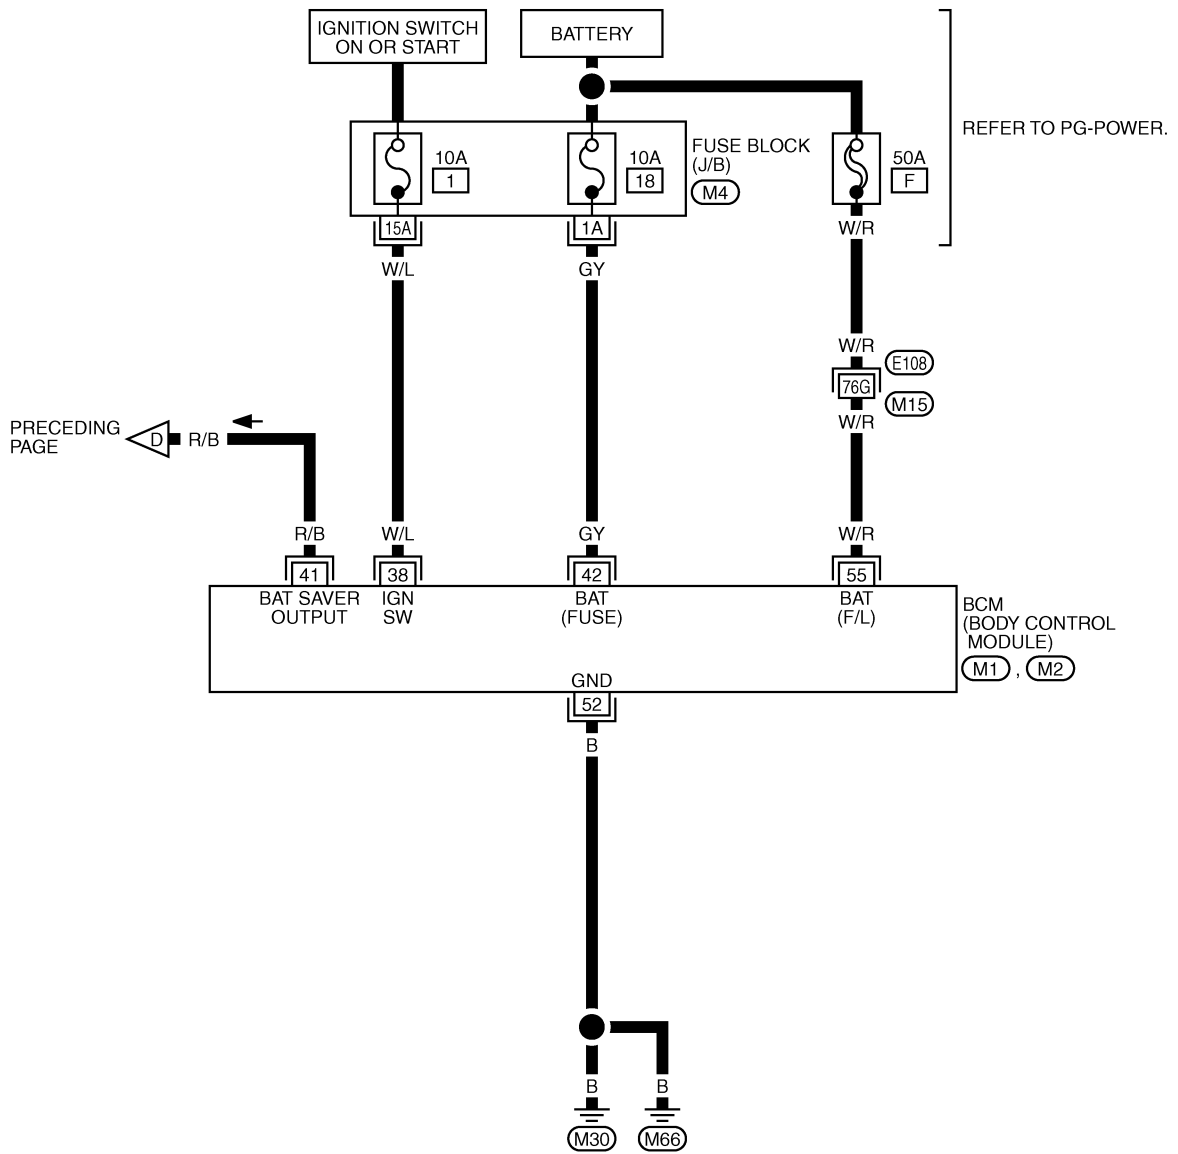 IGNITION SWITCH
ON OR START
BATTERY
REFER TO PG-POWER.
10A
1
10A
18
FUSE BLOCK
(J/B)
M4
50A
F
15A
1A
W/L
GY
W/R
W/R
E108
76G
M15
W/R
PRECEDING
PAGE
D
R/B
R/B
W/L
GY
W/R
41
38
42
55
BAT SAVER
OUTPUT
IGN
SW
BAT
(FUSE)
BAT
(F/L)
BCM
(BODY CONTROL
MODULE)
M1 , M2
GND
52
B
B
B
M30
M66